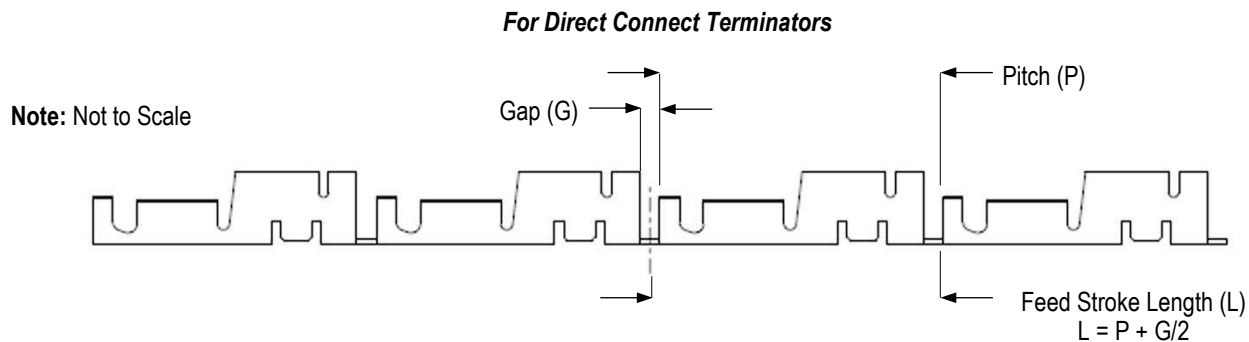 For Direct Connect Terminators
Pitch (P)
Gap (G)
Note: Not to Scale
Feed Stroke Length (L)
L = P + G/2